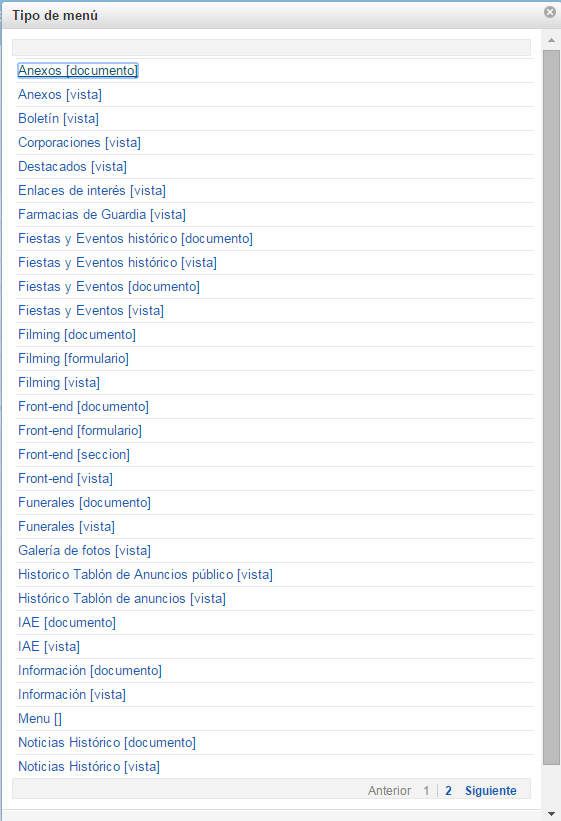 Tipo de menú
Anexos [documento]
Anexos [vista]
Boletín [vista]
Corporaciones [vista]
Destacados [vista]
Enlaces de interés [vista]
Farmacias de Guardia [vista]
Fiestas y Eventos histórico [documento]
Fiestas y Eventos histórico [vista]
Fiestas y Eventos [documento]
Fiestas y Eventos [vista]
Filming [documento]
Filming [formulario]
Filming [vista]
Front-end [documento]
Front-end [formulario]
Front-end [seccion]
Front-end [vista]
Funerales [documento]
Funerales [vista]
Galería de fotos [vista]
Historico Tablón de Anuncios público [vista]
Histórico Tablón de anuncios [vista]
IAE [documento]
IAE [vista]
Información [documento]
Información [vista]
Menu []
Noticias Histórico [documento]
Noticias Histórico [vista]
Anterior 1 2 Siguiente